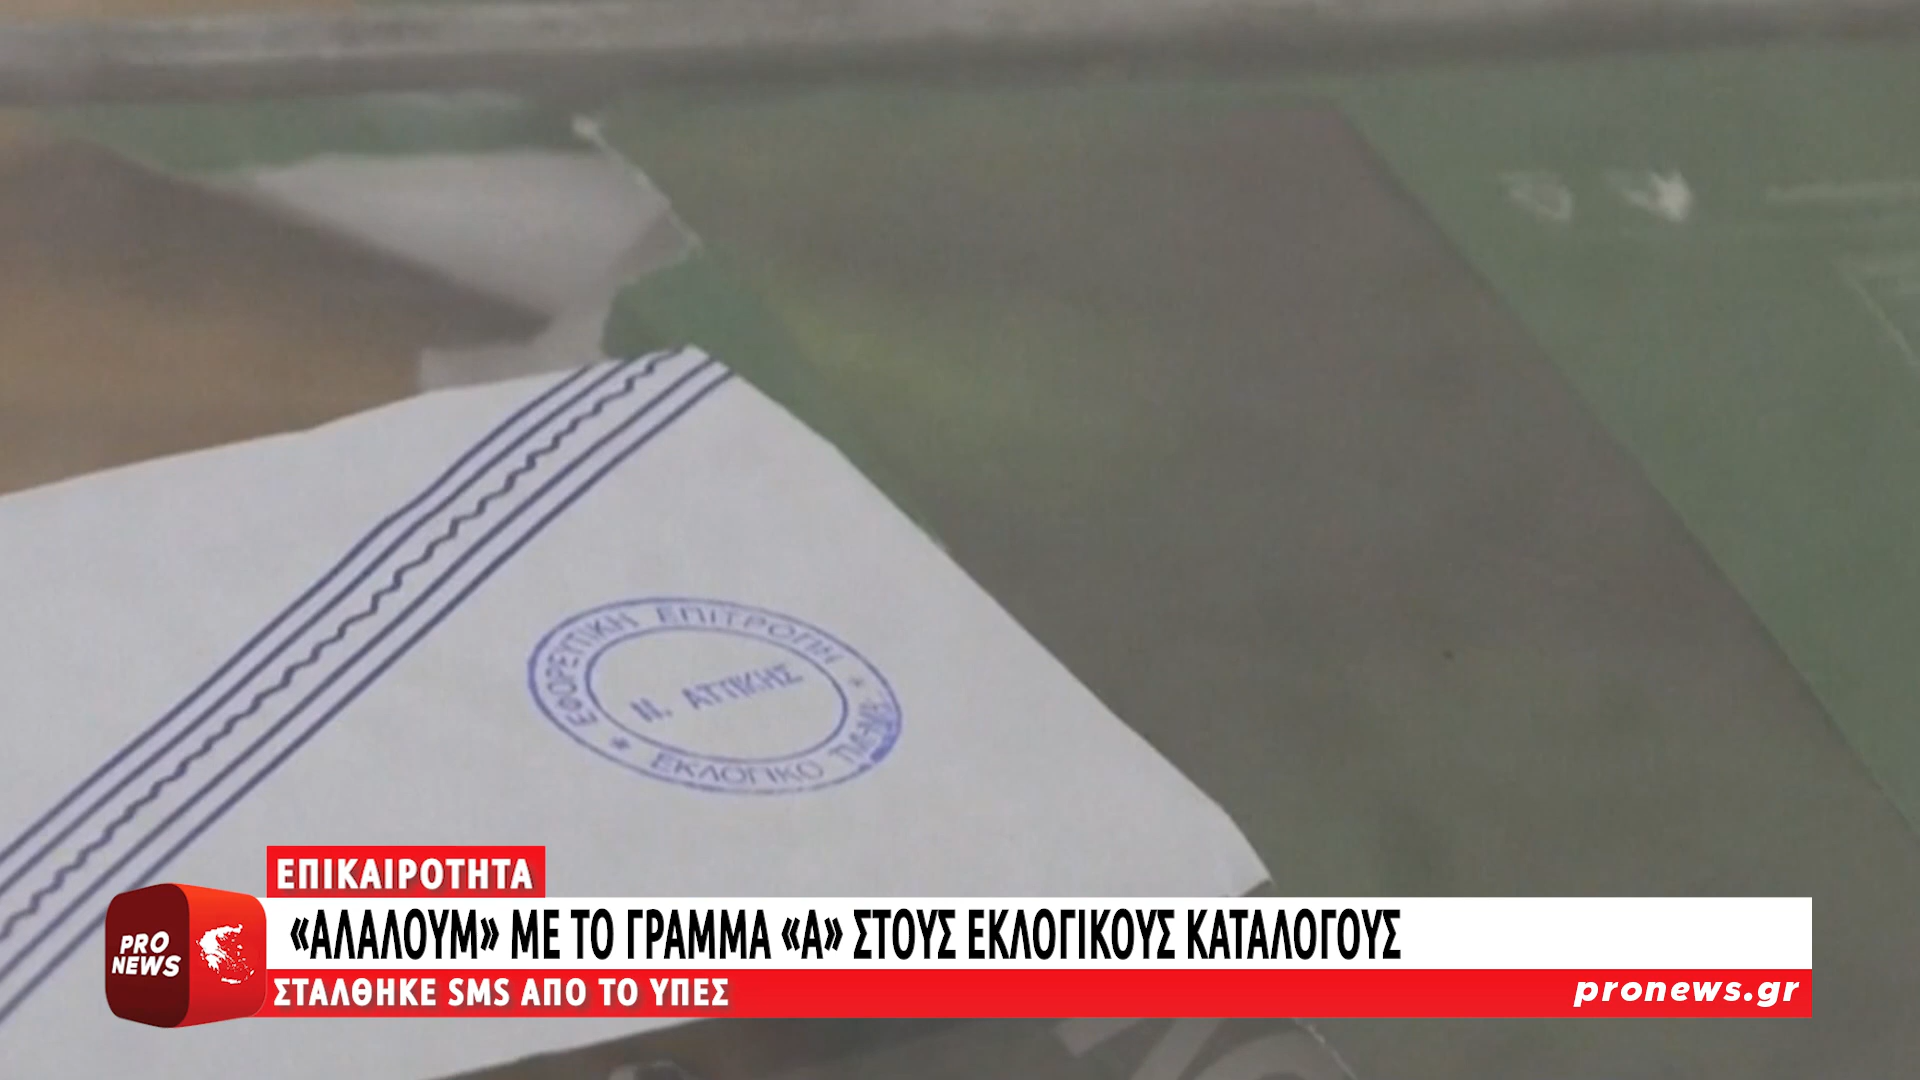 ΕΦΟΡΕΥΤΙΚΗ ΕΠΙΤΡΟΠΗ
Ν. ΑΤΤΙΚΗΣ
ΕΚΛΟΓΙΚΟ
ΕΠΙΚΑΙΡΟΤΗΤΑ
«ΑΛΑΛΟΥΜ» ΜΕ ΤΟ ΓΡΑΜΜΑ «Α» ΣΤΟΥΣ ΕΚΛΟΓΙΚΟΥΣ ΚΑΤΑΛΟΓΟΥΣ
PRO
NEWS
ΣΤΑΛΘΗΚΕ SMS ΑΠΟ ΤΟ ΥΠΕΣ
pronews.gr